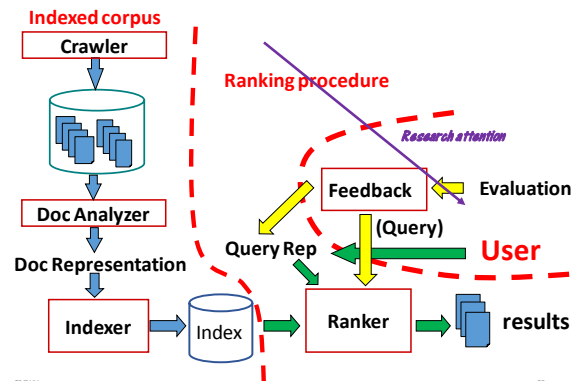 Indexed corpus
Crawler
Ranking procedure
Research attention
Feedback
Evaluation
Doc Analyzer
(Query)
Query Rep
User
Doc Representation
Indexer
Index
Ranker
results